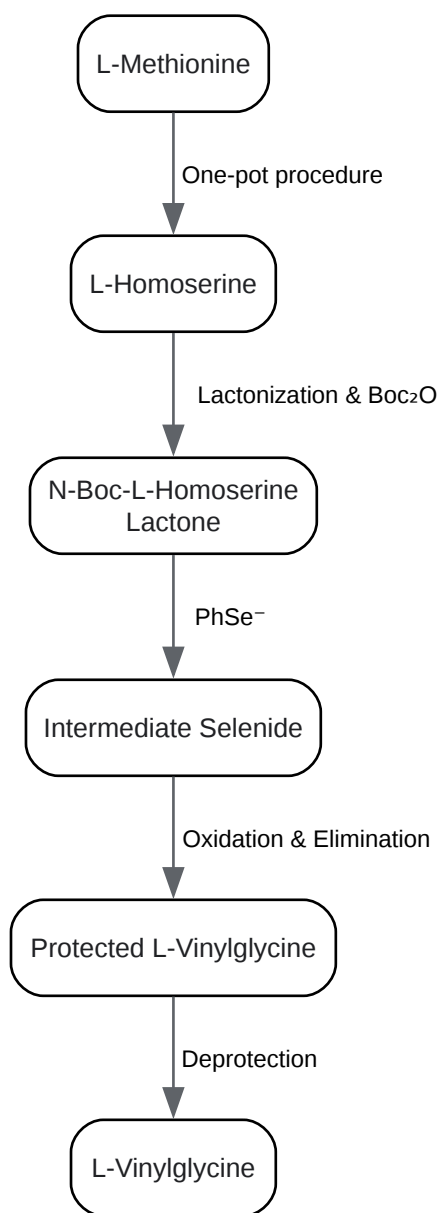 L-Methionine
One-pot procedure
L-Homoserine
Lactonization & Boc₂O
N-Boc-L-Homoserine
Lactone
PhSe⁻
Intermediate Selenide
Oxidation & Elimination
Protected L-Vinylglycine
Deprotection
L-Vinylglycine